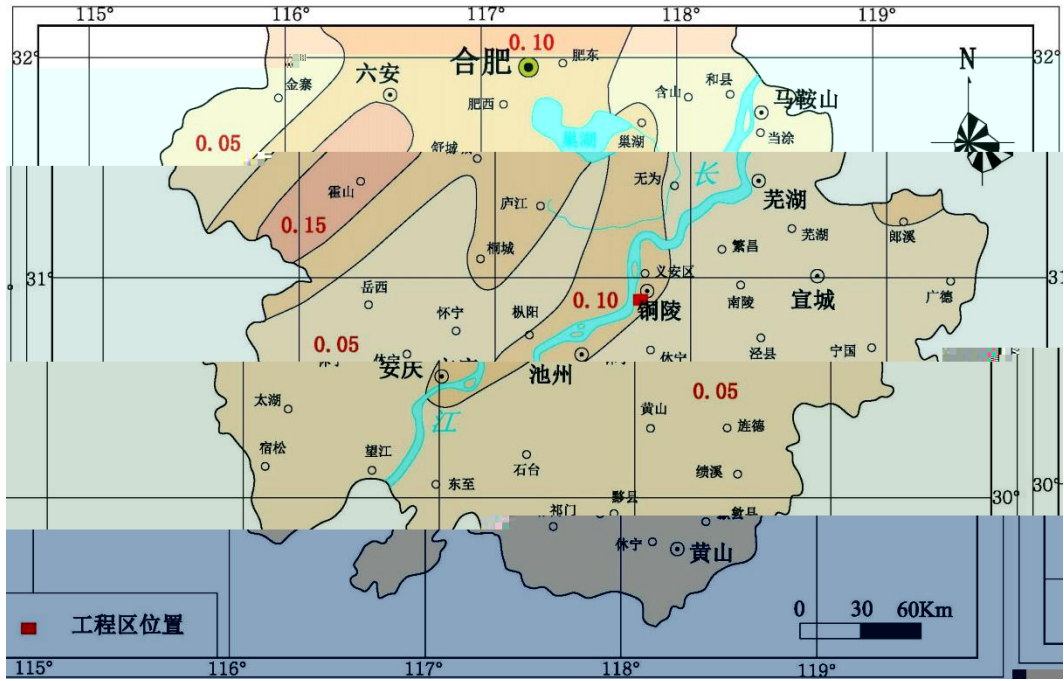 115° 116° 117° 118° 119°
32° 32°
0.10
合肥 肥东
金寨 六安 肥西 含山 和县 马鞍山
N
当涂
巢湖 巢湖
0.05
舒城
霍山 无为 长 芜湖
0.15
庐江
桐城 繁昌 芜湖 郎溪
31° 31°
义安区
岳西 0.10 铜陵 南陵 宣城 广德
怀宁 枞阳
0.05 泾县 宁国
休宁 休宁
安庆 池州
0.05
太湖 江 黄山 旌德
宿松 望江 石台 绩溪
东至
30° 30°
黟县
祁门 歙县
休宁 黄山
工程区位置
0 30 60Km
115° 116° 117° 118° 119°